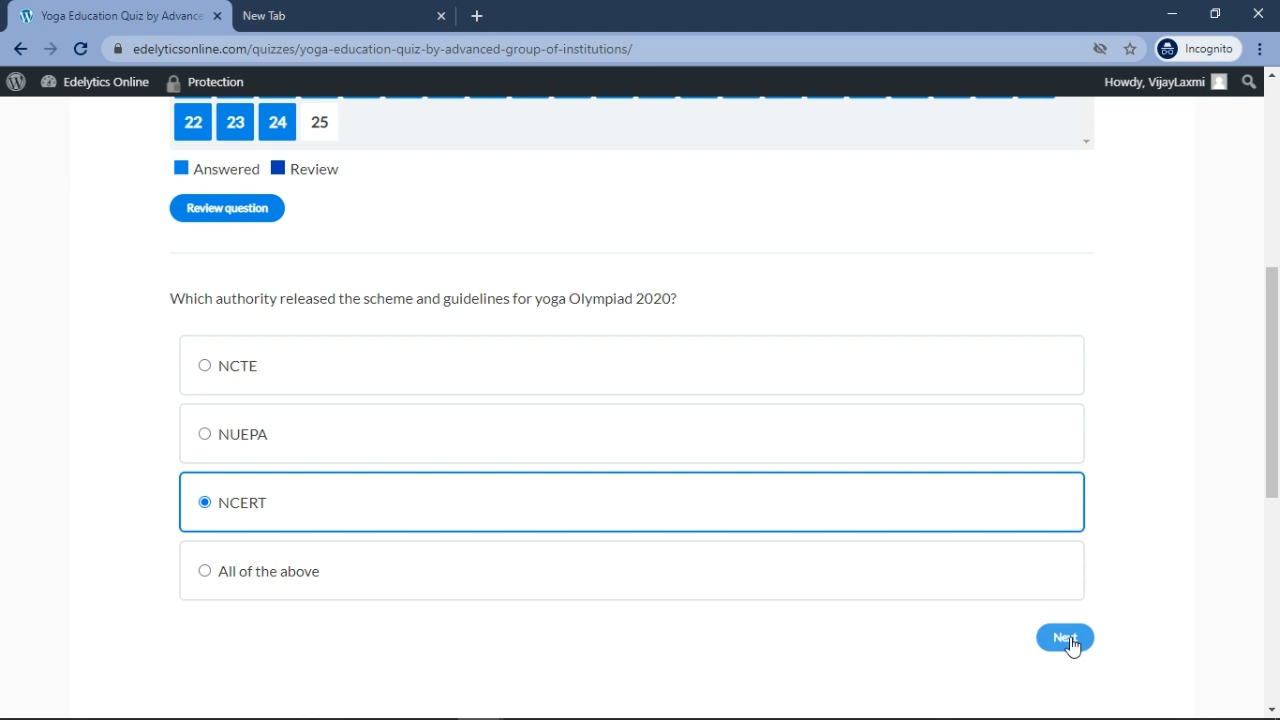 Yoga Education Quiz by Advance
New Tab
edelyticsonline.com/quizzes/yoga-education-quiz-by-advanced-group-of-institutions/
Incognito
Edelytics Online
Protection
Howdy, VijayLaxmi
22 23 24 25
Answered Review
Review question
Which authority released the scheme and guidelines for yoga Olympiad 2020?
NCTE
NUEPA
NCERT
All of the above
Next